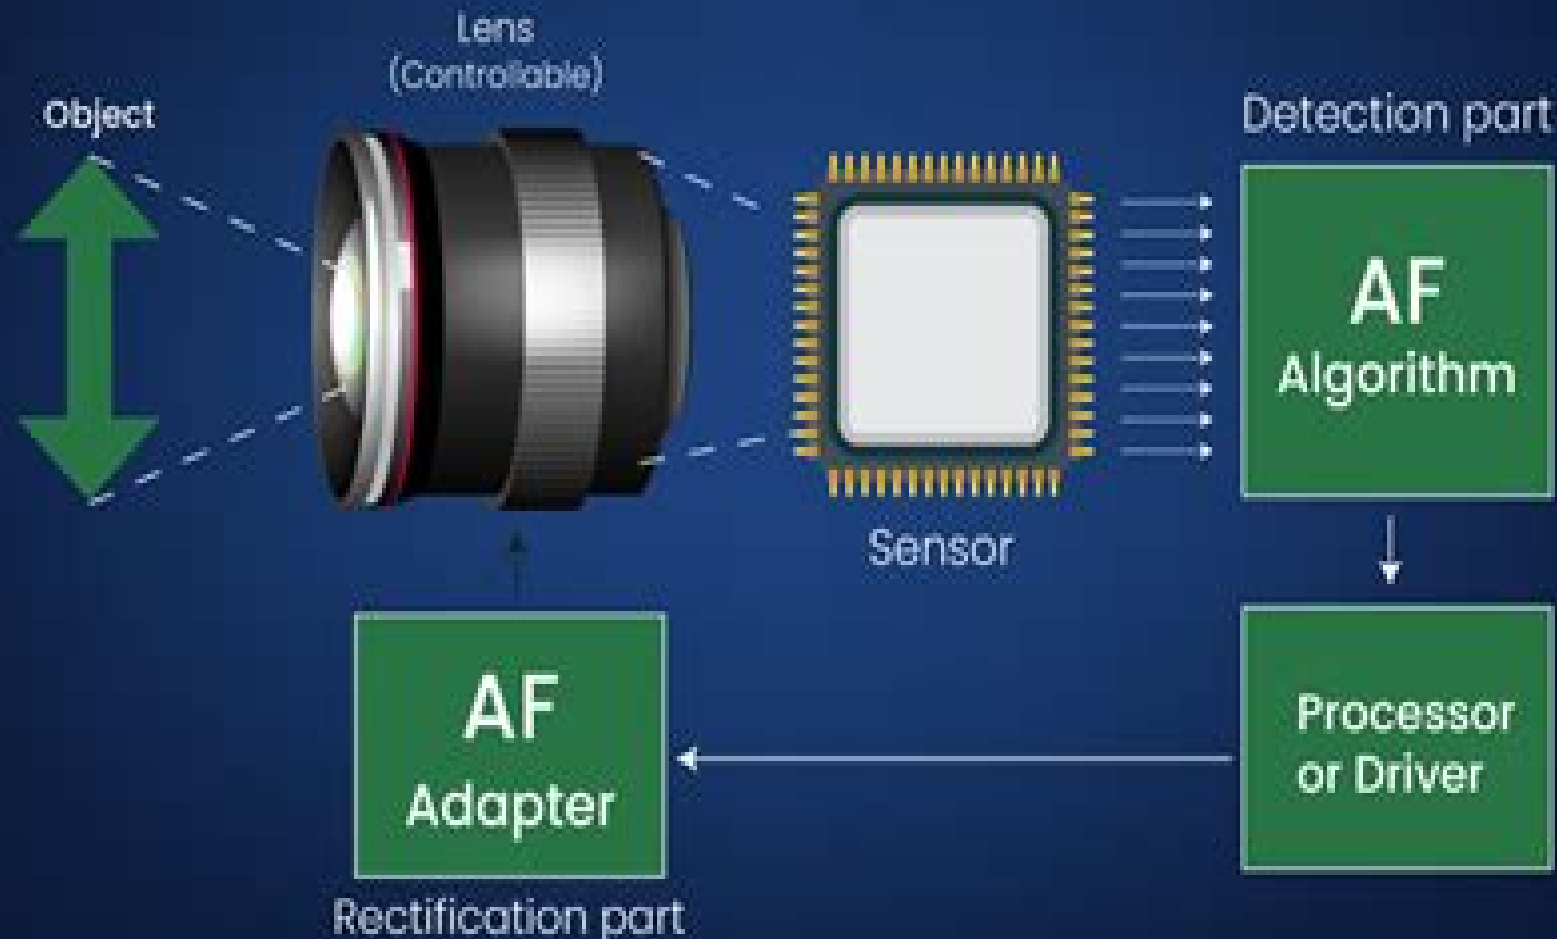 Lens
(Controllable)
Object
Detection part
AF
Algorithm
Sensor
AF
Adapter
Processor
or Driver
Rectification part